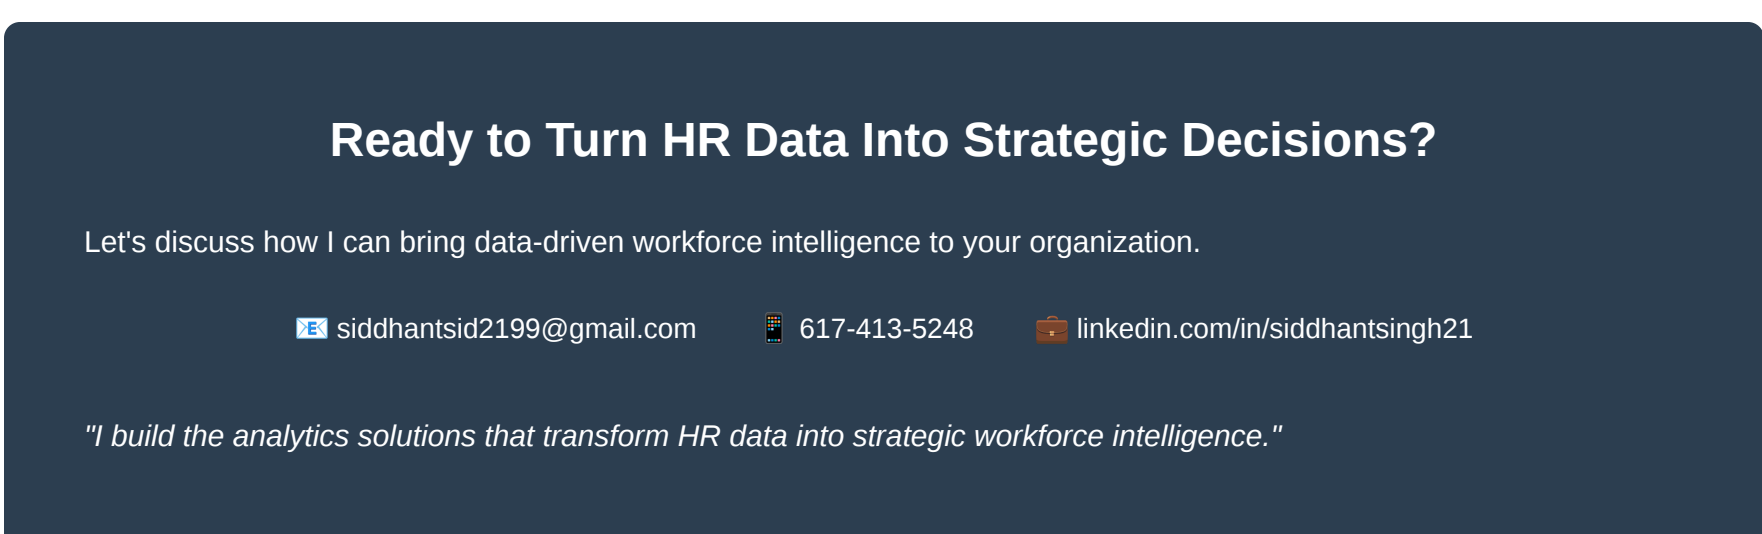 Ready to Turn HR Data Into Strategic Decisions?
Let's discuss how I can bring data-driven workforce intelligence to your organization.
📧 siddhantsid2199@gmail.com 📱 617-413-5248 💼 linkedin.com/in/siddhantsingh21
"I build the analytics solutions that transform HR data into strategic workforce intelligence."